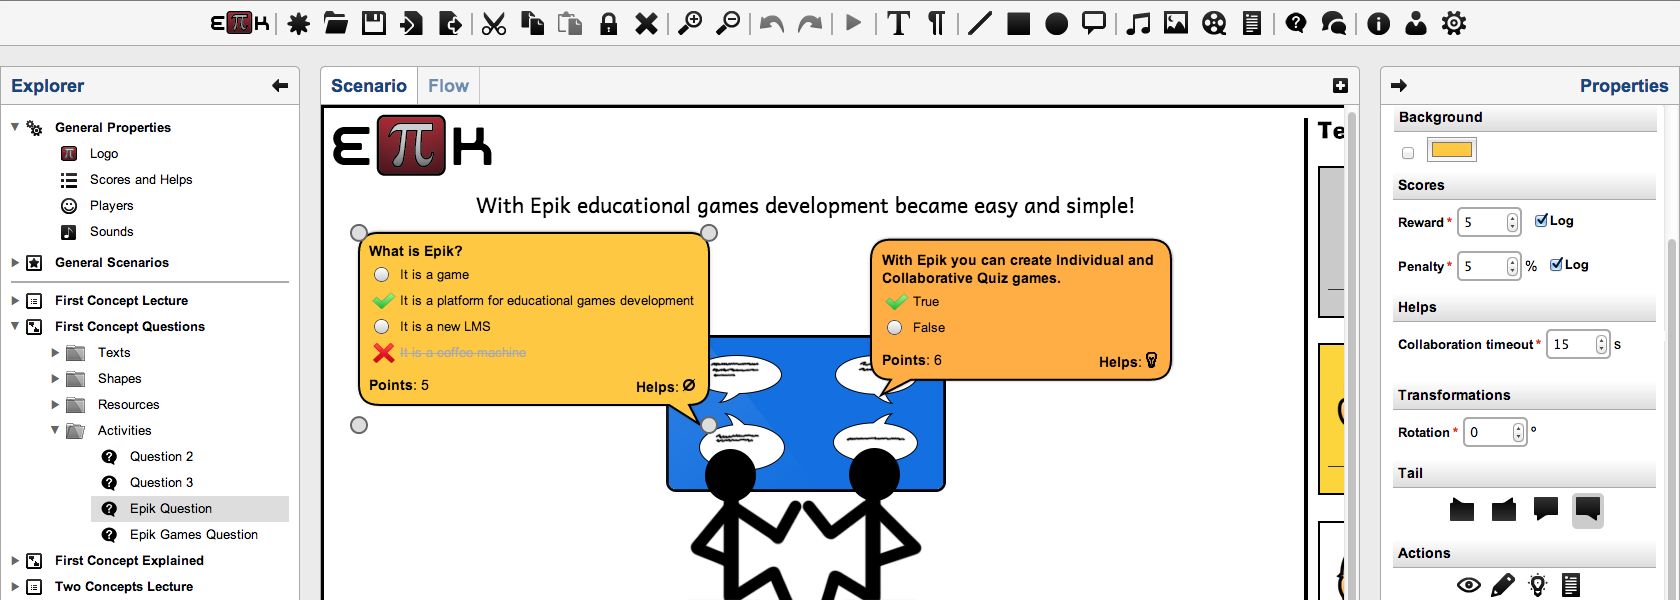 EπK
Explorer
General Properties
Logo
Scores and Helps
Players
Sounds
General Scenarios
First Concept Lecture
First Concept Questions
Texts
Shapes
Resources
Activities
Question 2
Question 3
Epik Question
Epik Games Question
First Concept Explained
Two Concepts Lecture
Scenario
Flow
EπK
With Epik educational games development became easy and simple!
What is Epik?
It is a game
It is a platform for educational games development
It is a new LMS
It is a coffee machine
Points: 5
Helps:
With Epik you can create Individual and
Collaborative Quiz games.
True
False
Points: 6
Helps:
Te
Properties
Background
Scores
Reward * 5 Log
Penalty * 5 % Log
Helps
Collaboration timeout * 15 s
Transformations
Rotation * 0 °
Tail
Actions